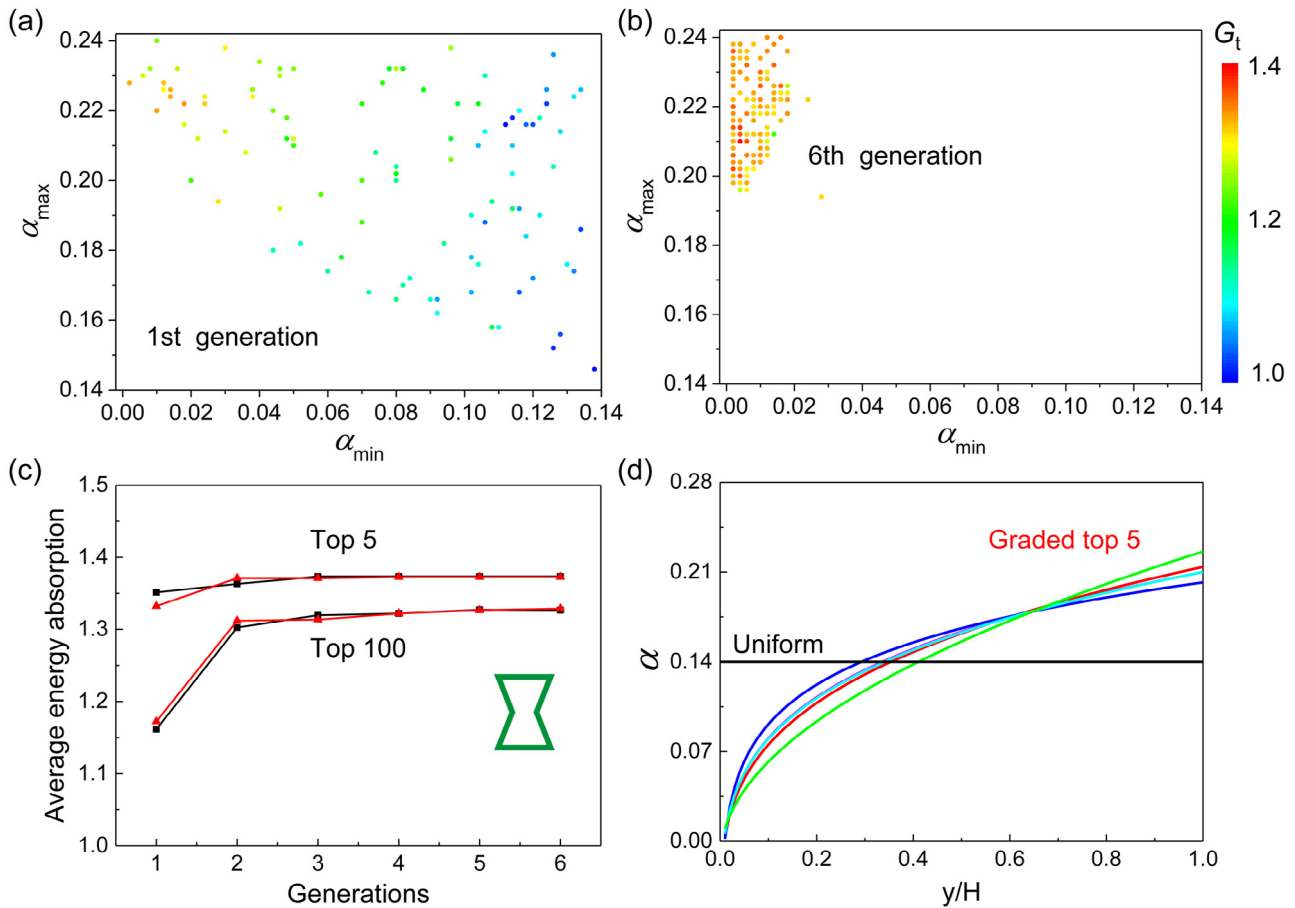 (a)
0.24
0.22
0.20
0.18
0.16
0.14
αmax
1st generation
0.00 0.02 0.04 0.06 0.08 0.10 0.12 0.14
αmin
(b)
0.24
0.22
0.20
0.18
0.16
0.14
αmax
6th generation
0.00 0.02 0.04 0.06 0.08 0.10 0.12 0.14
αmin
Gt
1.4
1.2
1.0
(c)
1.5
1.4
1.3
1.2
1.1
1.0
Average energy absorption
Top 5
Top 100
1 2 3 4 5 6
Generations
(d)
0.28
0.21
0.14
0.07
0.00
α
Graded top 5
Uniform
0.0 0.2 0.4 0.6 0.8 1.0
y/H